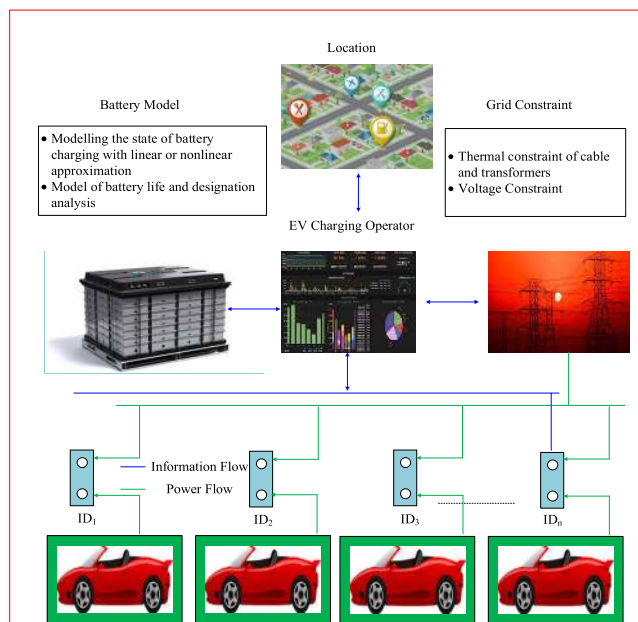 Location
Battery Model
Grid Constraint
• Modelling the state of battery
charging with linear or nonlinear
approximation
• Model of battery life and designation
analysis
• Thermal constraint of cable
and transformers
• Voltage Constraint
EV Charging Operator
Information Flow
Power Flow
ID₁
ID₂
ID₃
IDₙ